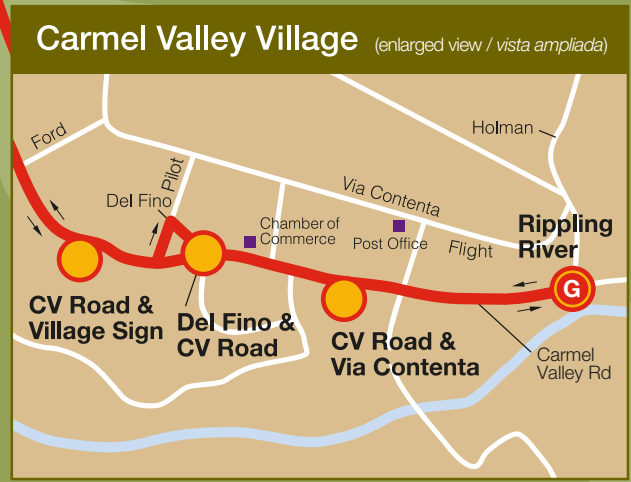 Carmel Valley Village (enlarged view / vista ampliada)
Ford
Pilot
Holman
Del Fino
Via Contenta
Chamber of
Commerce
Post Office
Flight
Rippling
River
G
CV Road &
Village Sign
Del Fino &
CV Road
CV Road &
Via Contenta
Carmel
Valley Rd